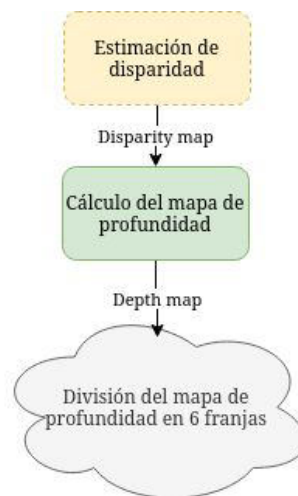 Estimación de
disparidad
Disparity map
Cálculo del mapa de
profundidad
Depth map
División del mapa de
profundidad en 6 franjas